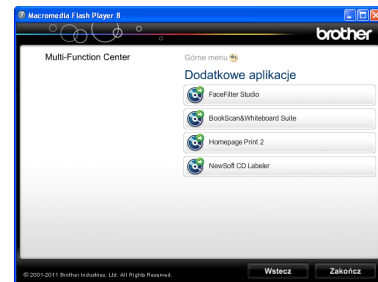 Macromedia Flash Player 8
brother
Multi-Function Center
Górne menu
Dodatkowe aplikacje
FaceFilter Studio
BookScan&Whiteboard Suite
Homepage Print 2
NewSoft CD Labeler
© 2001-2011 Brother Industries, Ltd. All Rights Reserved.
Wstecz
Zakończ